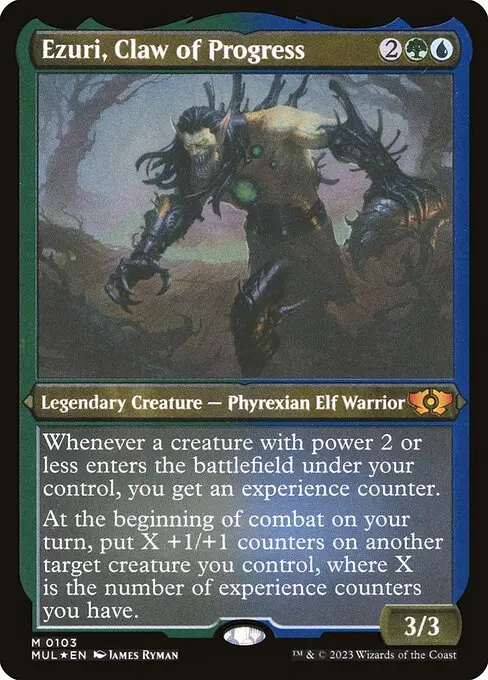 Ezuri, Claw of Progress 2
Legendary Creature — Phyrexian Elf Warrior
Whenever a creature with power 2 or
less enters the battlefield under your
control, you get an experience counter.
At the beginning of combat on your
turn, put X +1/+1 counters on another
target creature you control, where X
is the number of experience counters
you have.
3/3
M 0103
MUL★EN James Ryman
™ & © 2023 Wizards of the Coast